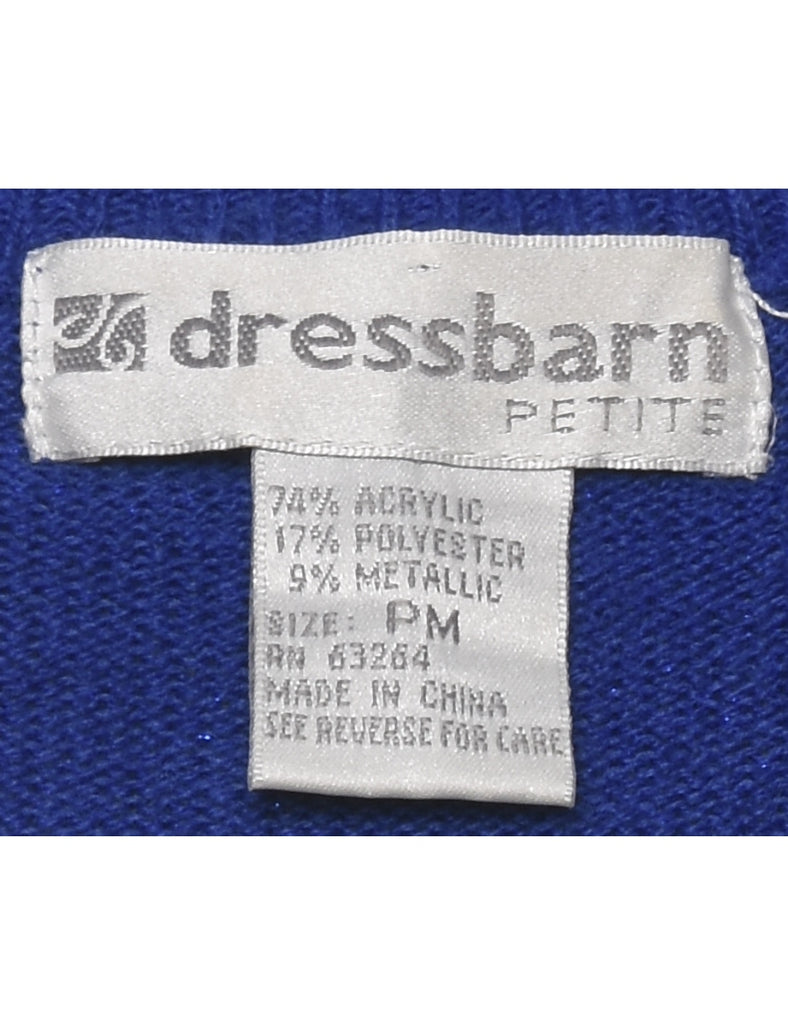 dressbarn
PETITE
74% ACRYLIC
17% POLYESTER
9% METALLIC
SIZE: PM
RN 63264
MADE IN CHINA
SEE REVERSE FOR CARE